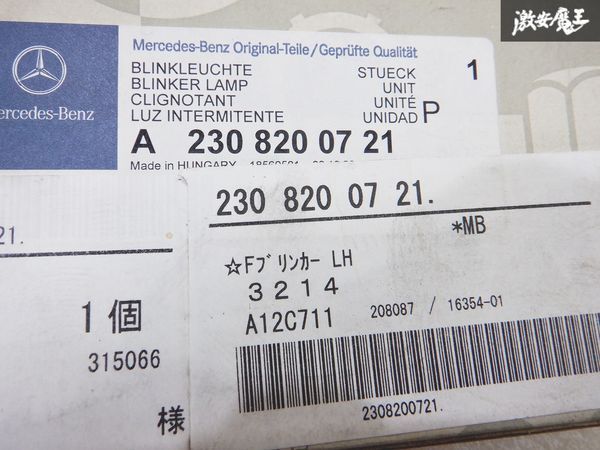 激安魔王
Mercedes-Benz Original-Teile/Geprüfte Qualität
Mercedes-Benz
BLINKLEUCHTE STUECK 1
BLINKER LAMP UNIT
CLIGNOTANT UNITÉ
LUZ INTERMITENTE UNIDAD P
A 230 820 07 21
Made in HUNGARY
21.
230 820 07 21.
*MB
☆Fブリンカー LH
3214
A12C711 208087 / 16354-01
1個
315066
様
2308200721.